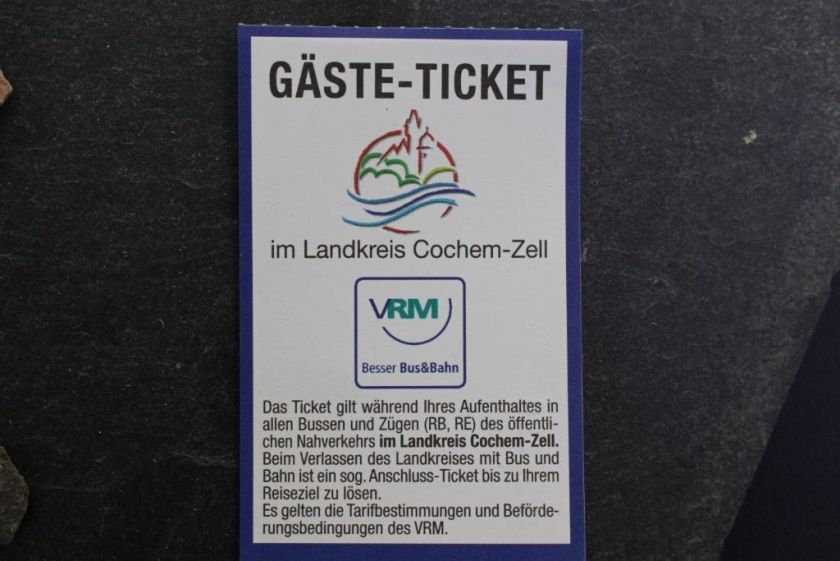 GÄSTE-TICKET
im Landkreis Cochem-Zell
VRM
Besser Bus&Bahn
Das Ticket gilt während Ihres Aufenthaltes in
allen Bussen und Zügen (RB, RE) des öffentli-
chen Nahverkehrs im Landkreis Cochem-Zell.
Beim Verlassen des Landkreises mit Bus und
Bahn ist ein sog. Anschluss-Ticket bis zu Ihrem
Reiseziel zu lösen.
Es gelten die Tarifbestimmungen und Beförde-
rungsbedingungen des VRM.